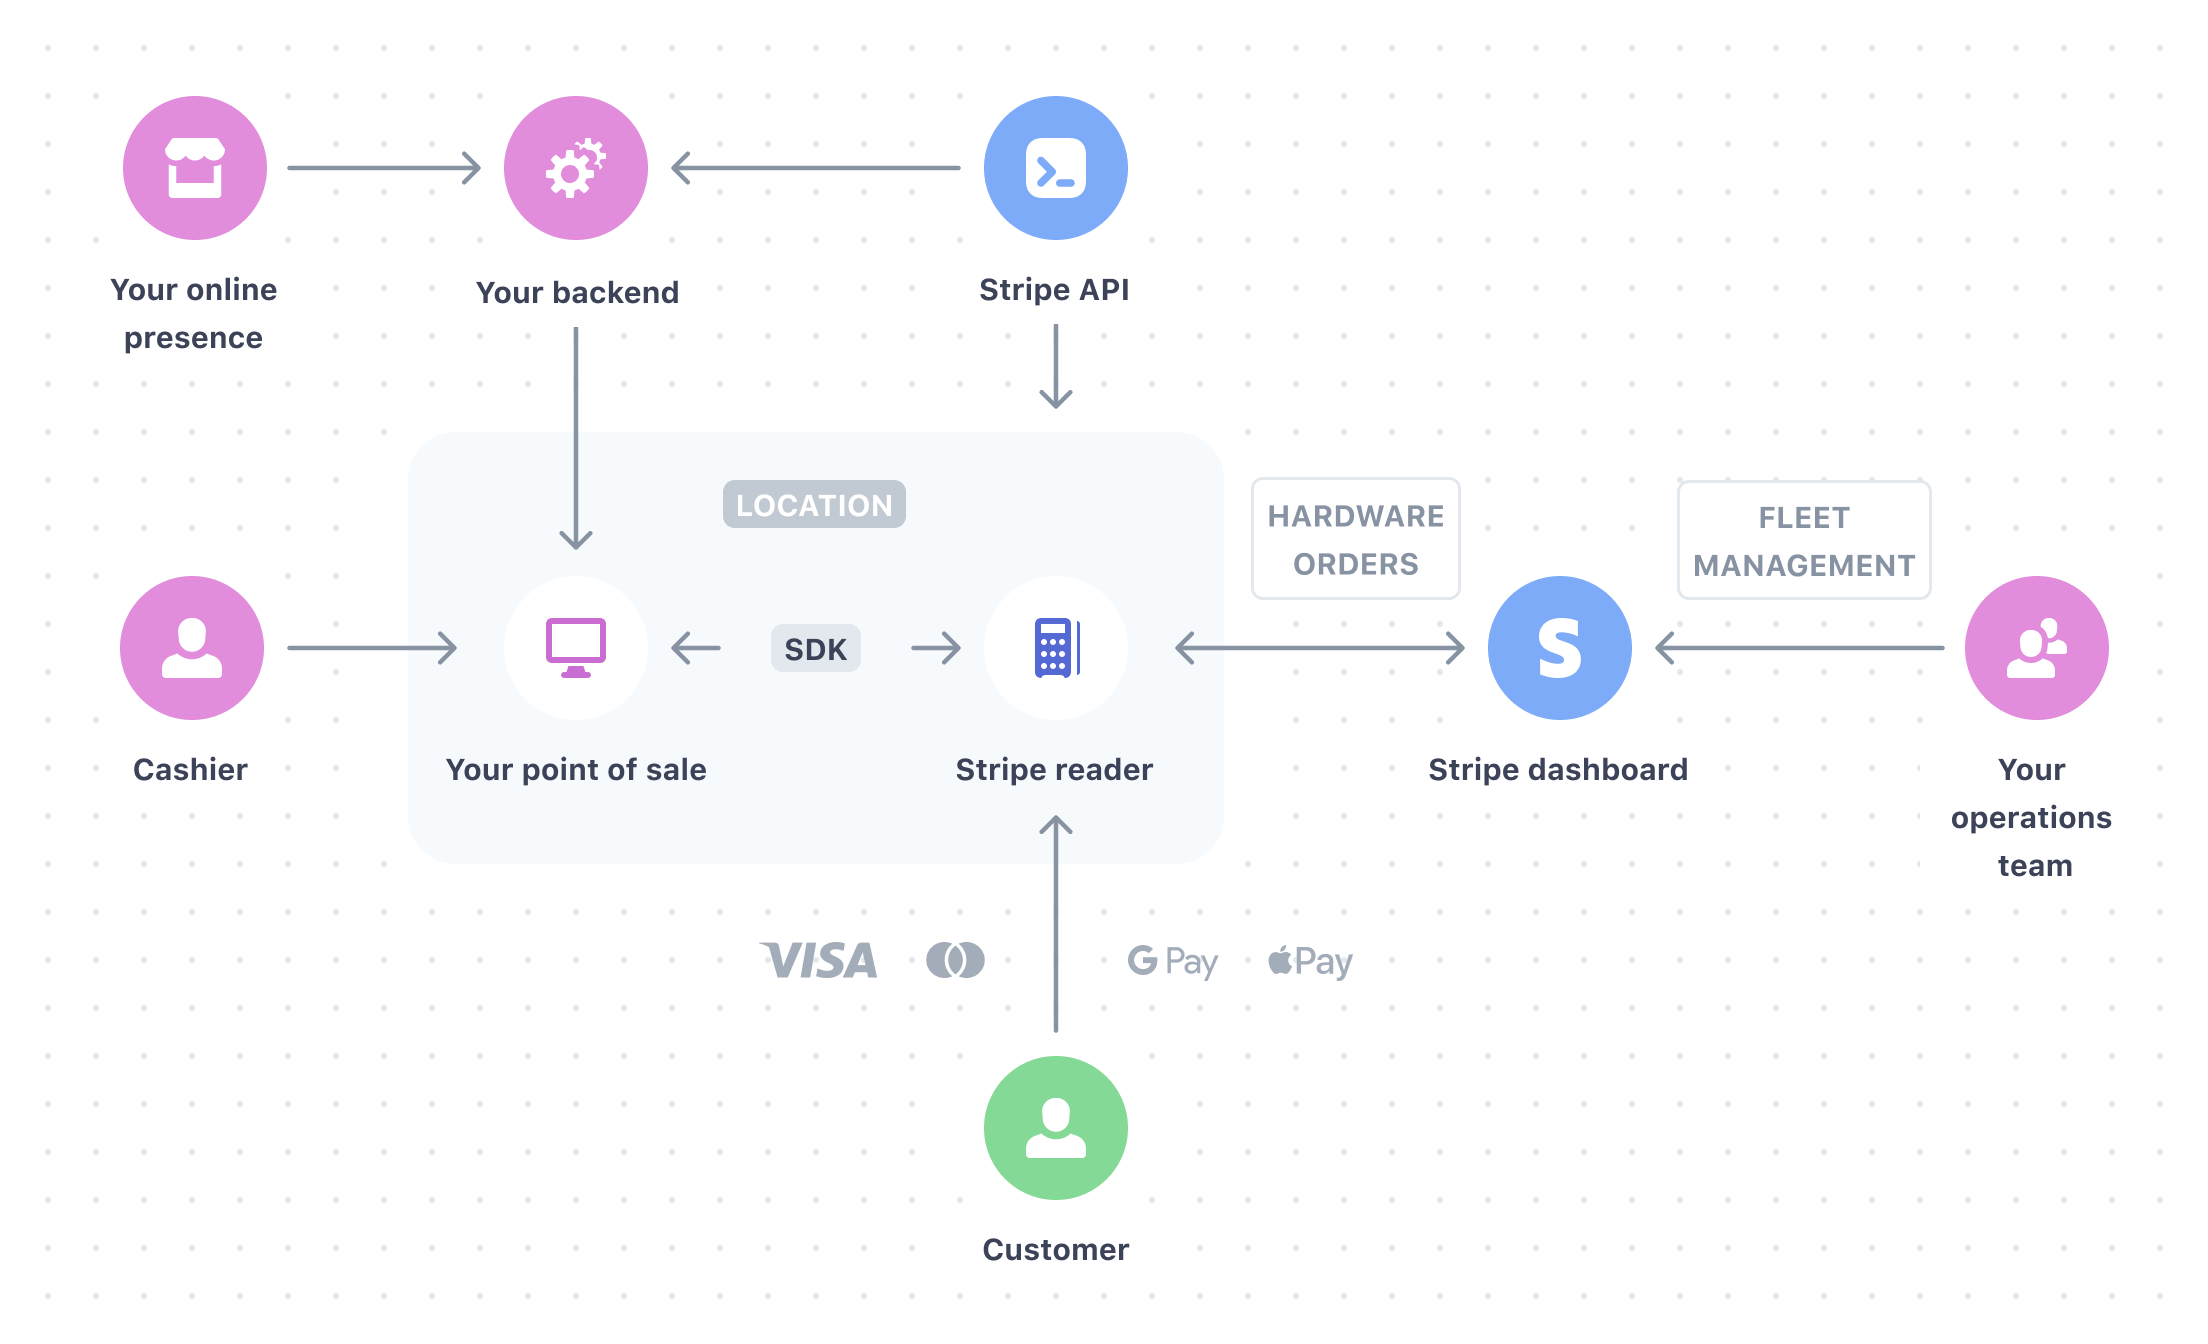 Your online
presence
Your backend
Stripe API
LOCATION
HARDWARE
ORDERS
FLEET
MANAGEMENT
SDK
S
Cashier
Your point of sale
Stripe reader
Stripe dashboard
Your
operations
team
VISA
G Pay
Pay
Customer